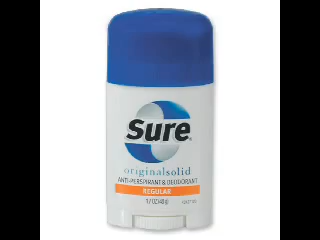 Sure®
originalsolid
ANTI-PERSPIRANT & DEODORANT
REGULAR